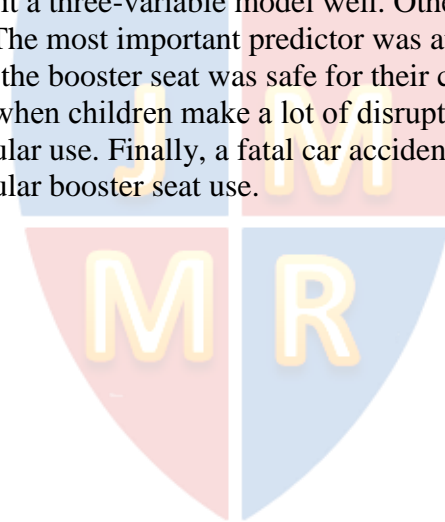 it a three-variable model well. Othe
The most important predictor was a
the booster seat was safe for their c
when children make a lot of disrupt
ular use. Finally, a fatal car acciden
ular booster seat use.
J M
M R